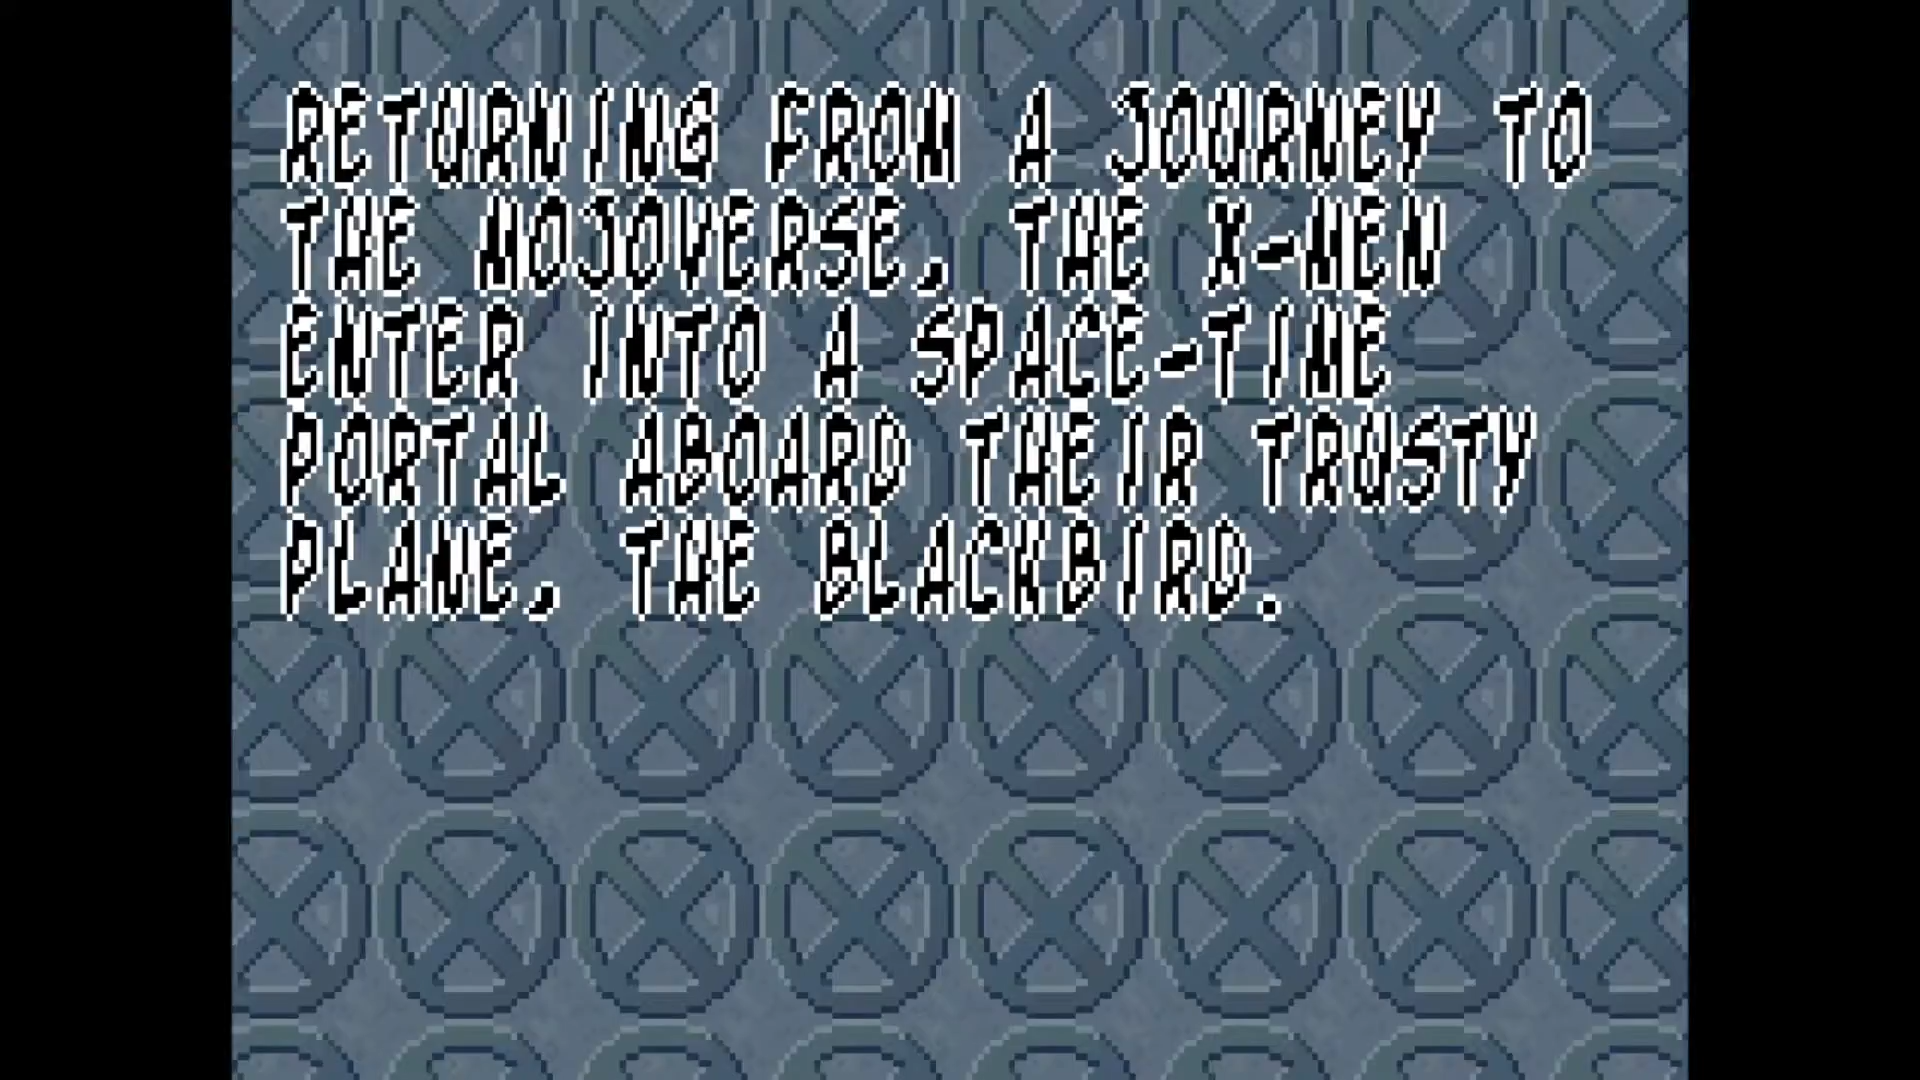 RETURNING FROM A JOURNEY TO
THE MOJOVERSE, THE X-MEN
ENTER INTO A SPACE-TIME
PORTAL ABOARD THEIR TRUSTY
PLANE, THE BLACKBIRD.